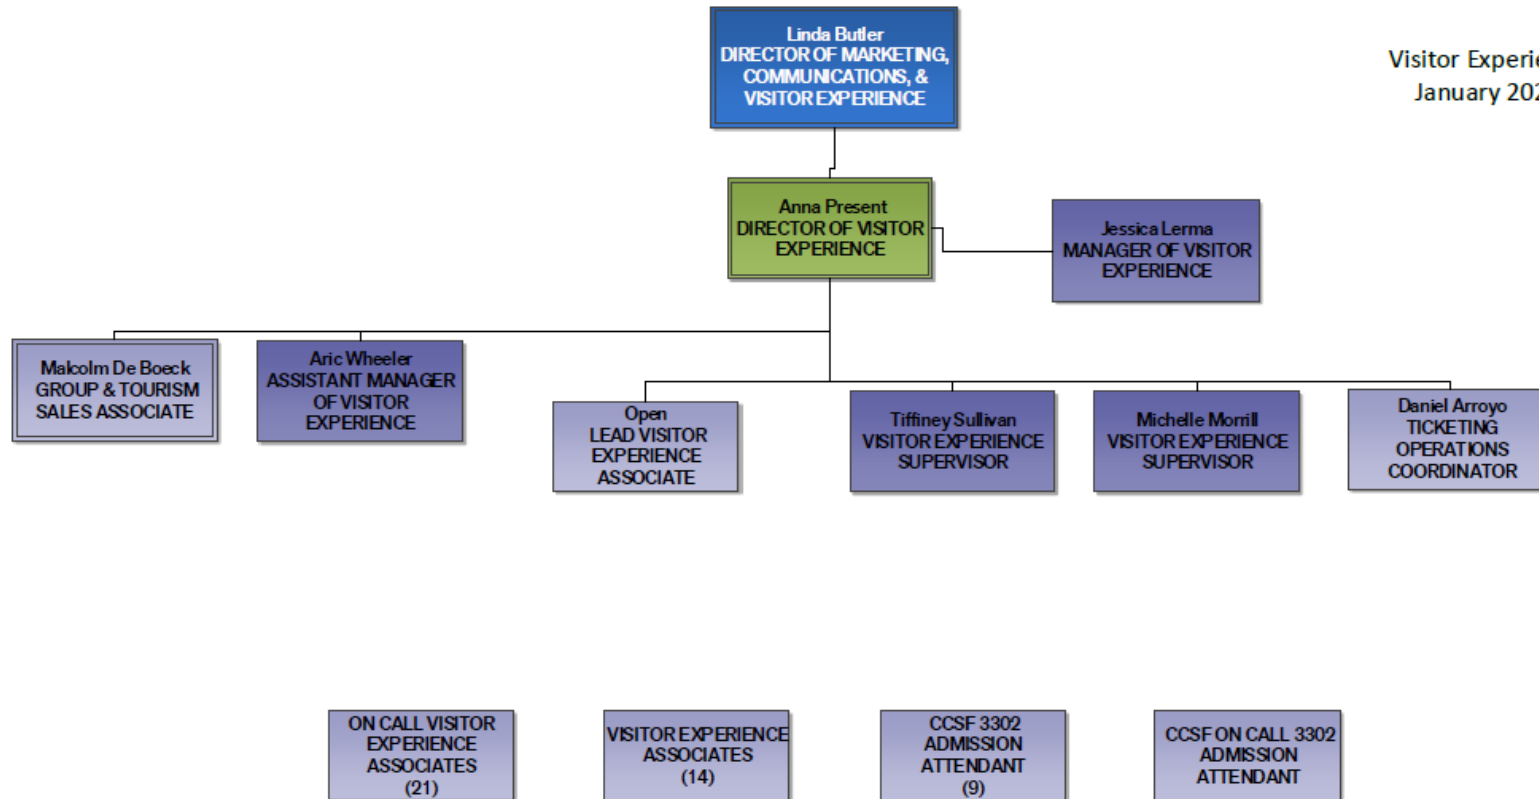 Linda Butler
DIRECTOR OF MARKETING,
COMMUNICATIONS, &
VISITOR EXPERIENCE
Visitor Experie
January 202
Anna Present
DIRECTOR OF VISITOR
EXPERIENCE
Jessica Lerma
MANAGER OF VISITOR
EXPERIENCE
Malcolm De Boeck
GROUP & TOURISM
SALES ASSOCIATE
Aric Wheeler
ASSISTANT MANAGER
OF VISITOR
EXPERIENCE
Open
LEAD VISITOR
EXPERIENCE
ASSOCIATE
Tiffiney Sullivan
VISITOR EXPERIENCE
SUPERVISOR
Michelle Morrill
VISITOR EXPERIENCE
SUPERVISOR
Daniel Arroyo
TICKETING
OPERATIONS
COORDINATOR
ON CALL VISITOR
EXPERIENCE
ASSOCIATES
(21)
VISITOR EXPERIENCE
ASSOCIATES
(14)
CCSF 3302
ADMISSION
ATTENDANT
(9)
CCSF ON CALL 3302
ADMISSION
ATTENDANT